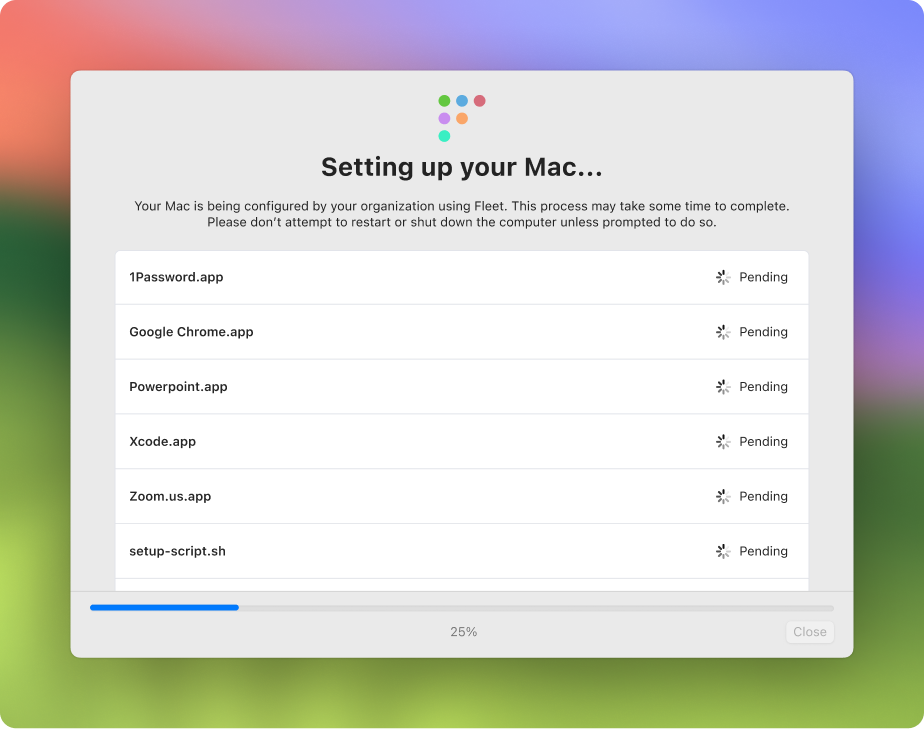 Setting up your Mac...
Your Mac is being configured by your organization using Fleet. This process may take some time to complete.
Please don’t attempt to restart or shut down the computer unless prompted to do so.
1Password.app Pending
Google Chrome.app Pending
Powerpoint.app Pending
Xcode.app Pending
Zoom.us.app Pending
setup-script.sh Pending
25% Close